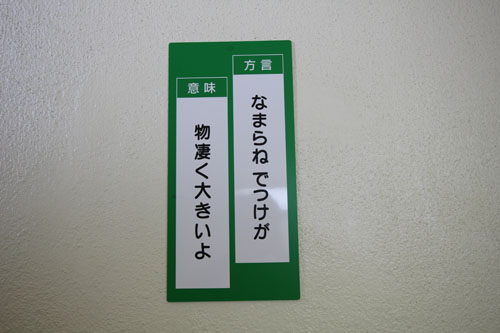 方言
なまらね でつけが
意味
物凄く大きいよ